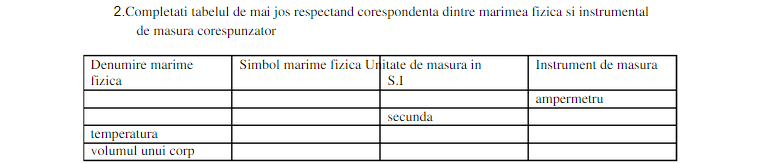 2.Completati tabelul de mai jos respectand corespondenta dintre marimea fizica si instrumental
de masura corespunzator
Denumire marime fizica Simbol marime fizica Unitate de masura in S.I Instrument de masura
ampermetru
secunda
temperatura
volumul unui corp